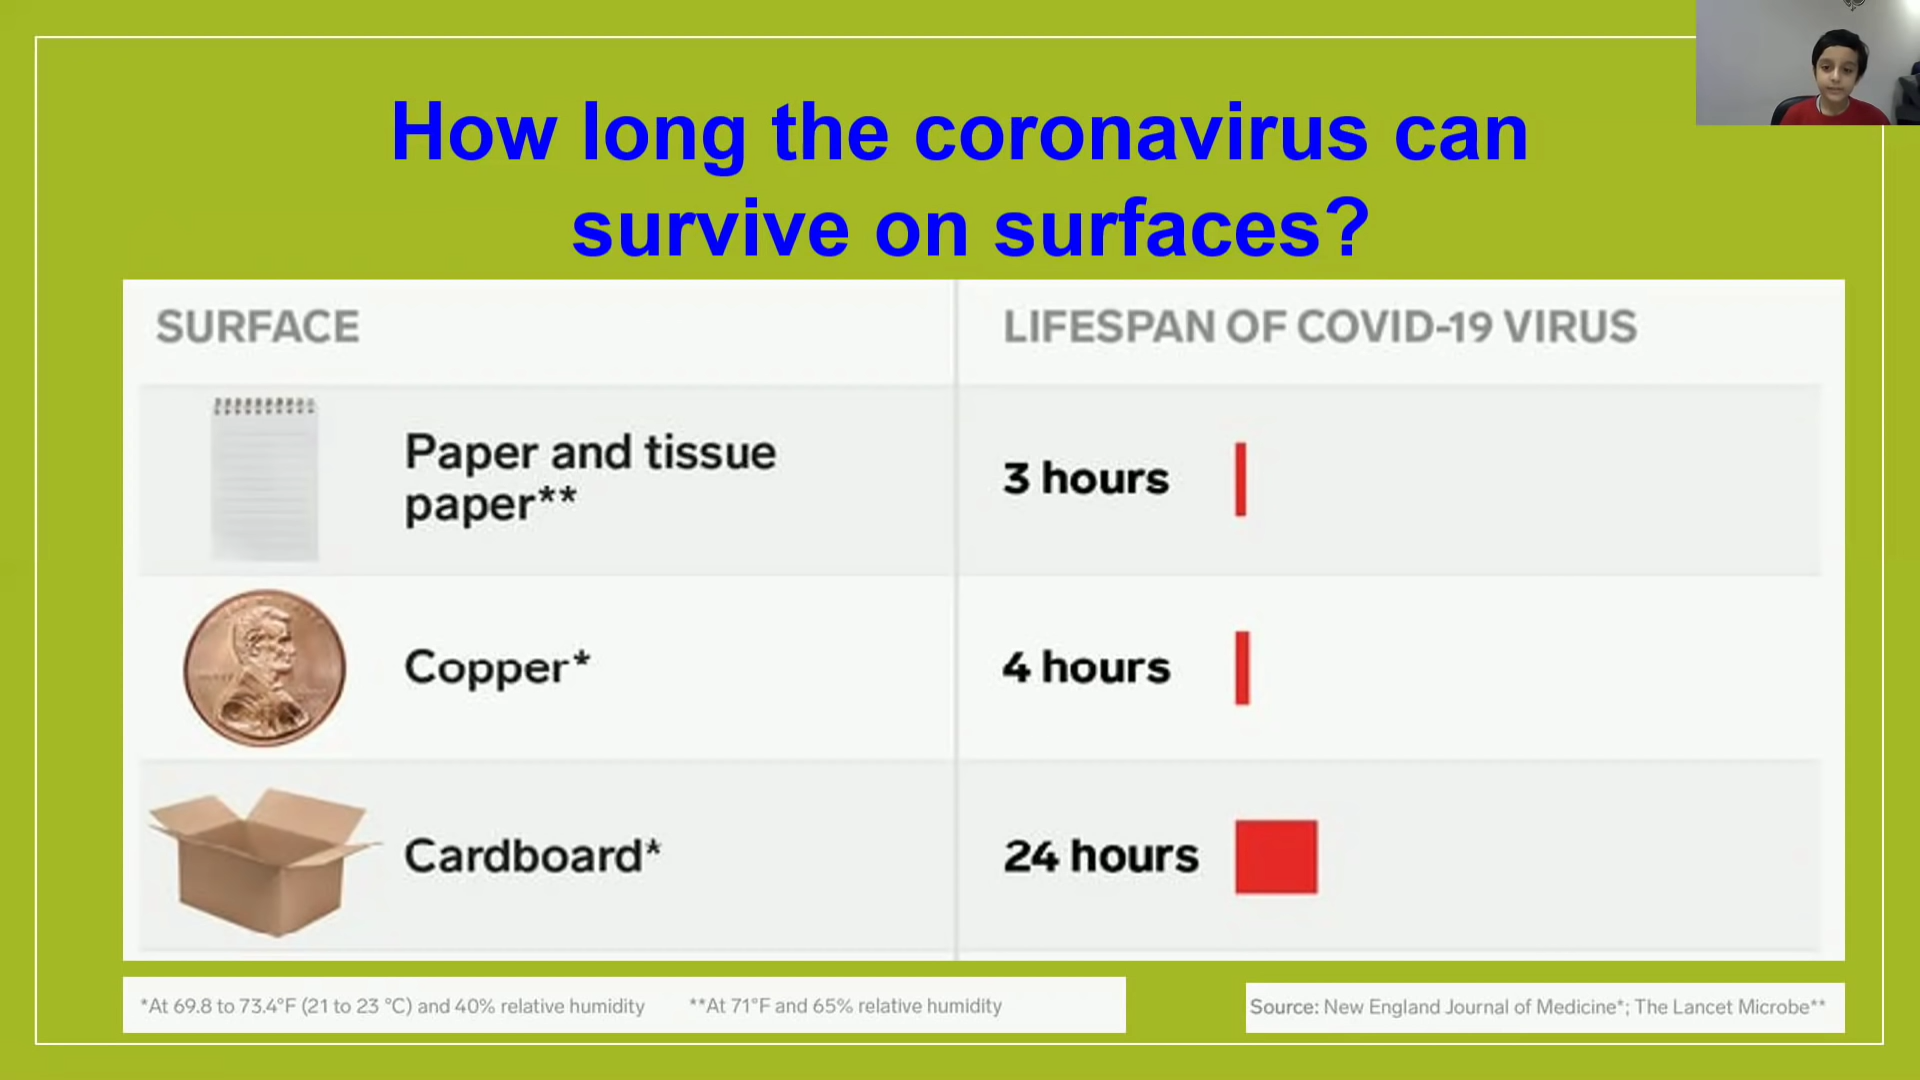 How long the coronavirus can
survive on surfaces?
SURFACE
LIFESPAN OF COVID-19 VIRUS
Paper and tissue
paper**
3 hours
Copper*
4 hours
Cardboard*
24 hours
*At 69.8 to 73.4°F (21 to 23 °C) and 40% relative humidity
**At 71°F and 65% relative humidity
Source: New England Journal of Medicine*; The Lancet Microbe**